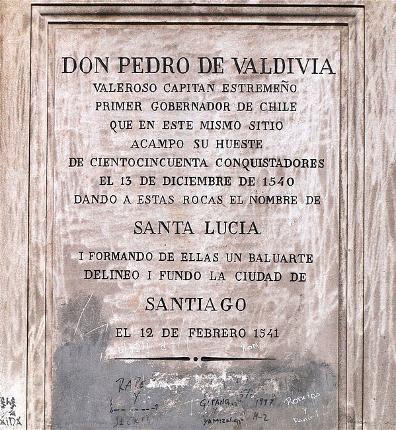 DON PEDRO DE VALDIVIA
VALEROSO CAPITAN ESTREMEÑO
PRIMER GOBERNADOR DE CHILE
QUE EN ESTE MISMO SITIO
ACAMPO SU HUESTE
DE CIENTOCINCUENTA CONQUISTADORES
EL 13 DE DICIEMBRE DE 1540
DANDO A ESTAS ROCAS EL NOMBRE DE
SANTA LUCIA
I FORMANDO DE ELLAS UN BALUARTE
DELINEO I FUNDO LA CIUDAD DE
SANTIAGO
EL 12 DE FEBRERO 1541
Y
1997